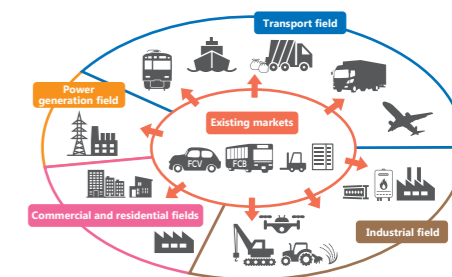 Transport field
Power
generation field
Existing markets
FCV
FCB
Commercial and residential fields
Industrial field